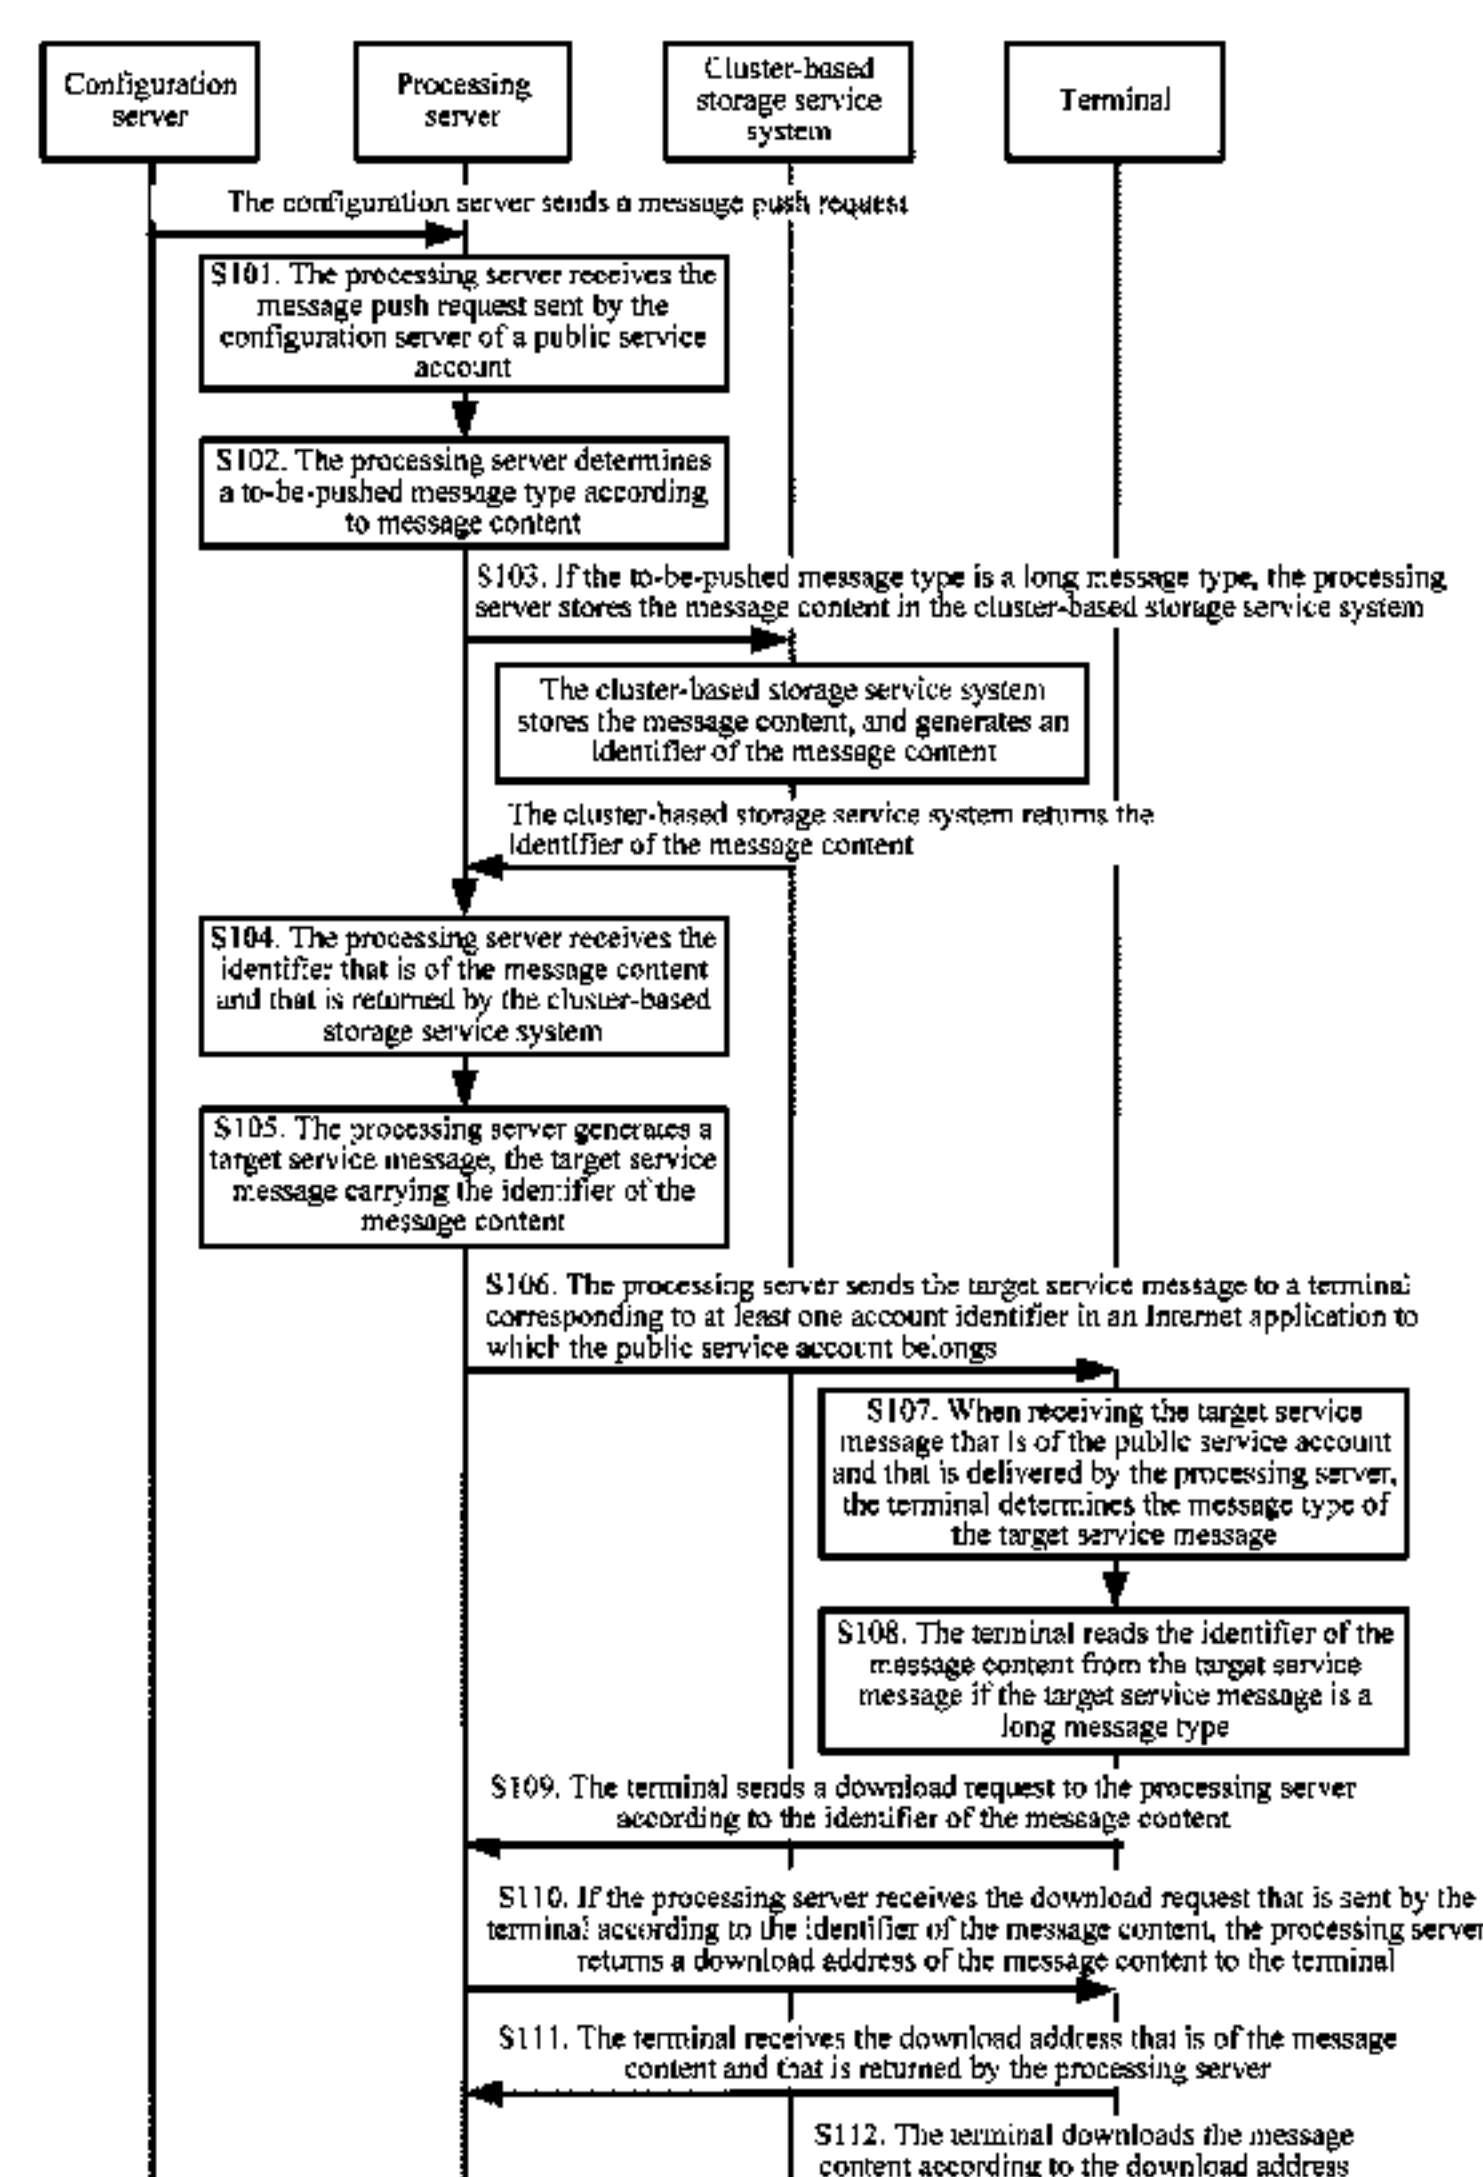 Configuration
server
Processing
server
Cluster-based
storage service
system
Terminal
The configuration server sends a message push request
S101. The processing server receives the
message push request sent by the
configuration server of a public service
account
S102. The processing server determines
a to-be-pushed message type according
to message content
S103. If the to-be-pushed message type is a long message type, the processing
server stores the message content in the cluster-based storage service system
The cluster-based storage service system
stores the message content, and generates an
identifier of the message content
The cluster-based storage service system returns the
identifier of the message content
S104. The processing server receives the
identifier that is of the message content
and that is returned by the cluster-based
storage service system
S105. The processing server generates a
target service message, the target service
message carrying the identifier of the
message content
S106. The processing server sends the target service message to a terminal
corresponding to at least one account identifier in an Internet application to
which the public service account belongs
S107. When receiving the target service
message that is of the public service account
and that is delivered by the processing server,
the terminal determines the message type of
the target service message
S108. The terminal reads the identifier of the
message content from the target service
message if the target service message is a
long message type
S109. The terminal sends a download request to the processing server
according to the identifier of the message content
S110. If the processing server receives the download request that is sent by the
terminal according to the identifier of the message content, the processing server
returns a download address of the message content to the terminal
S111. The terminal receives the download address that is of the message
content and that is returned by the processing server
S112. The terminal downloads the message
content according to the download address